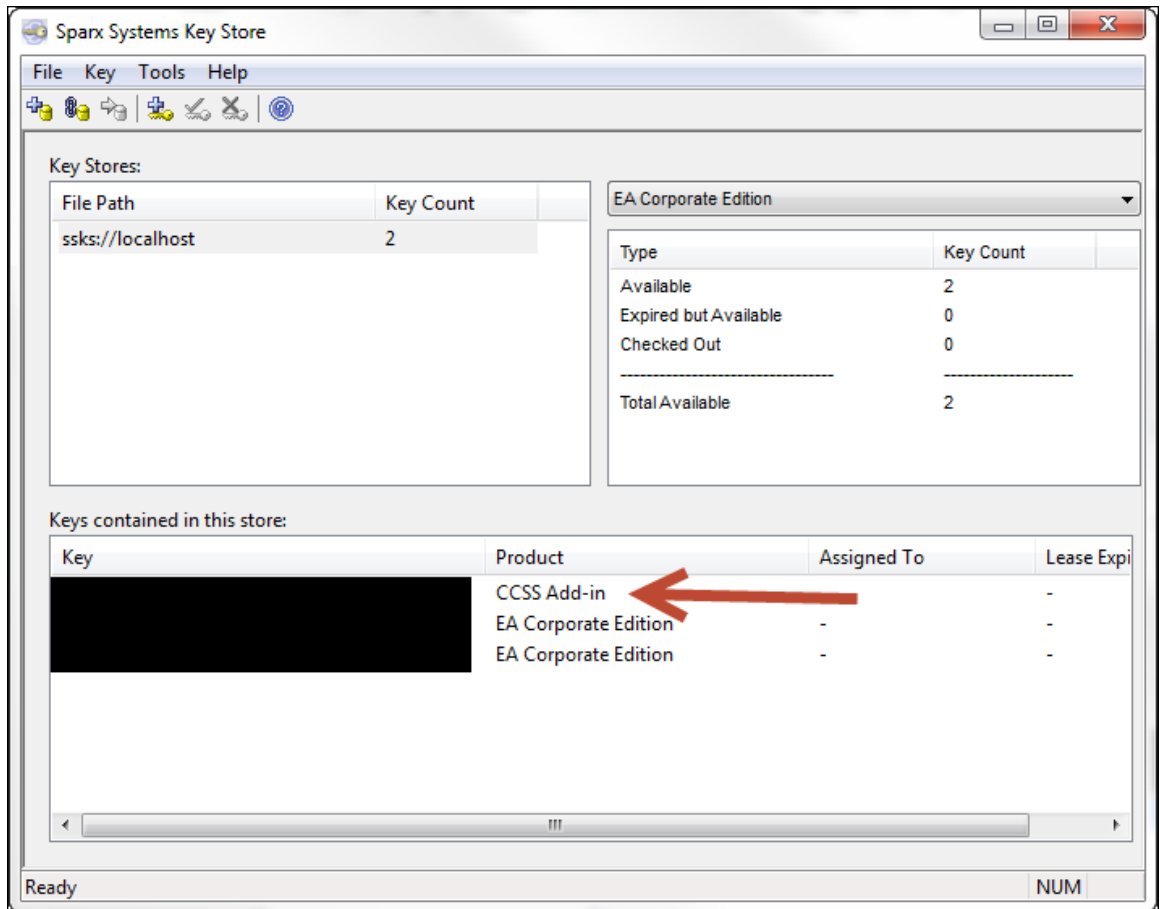 Sparx Systems Key Store
File Key Tools Help
Key Stores:
File Path Key Count
ssks://localhost 2
EA Corporate Edition
Type Key Count
Available 2
Expired but Available 0
Checked Out 0
--------------------------------- --------------------
Total Available 2
Keys contained in this store:
Key Product Assigned To Lease Expi
CCSS Add-in -
EA Corporate Edition - -
EA Corporate Edition - -
Ready NUM